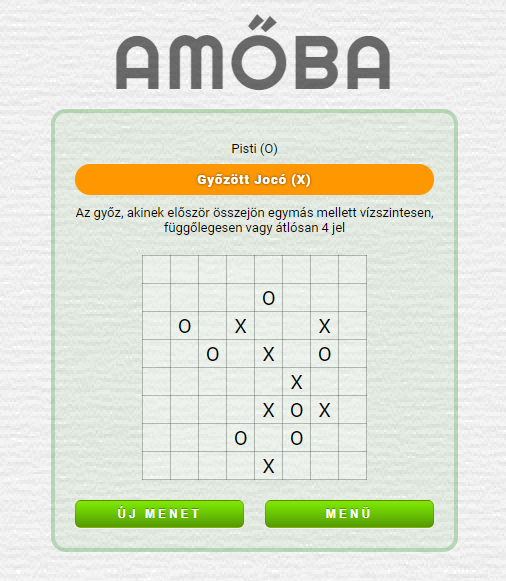 AMŐBA
Pisti (O)
Győzött Jocó (X)
Az győz, akinek először összejön egymás mellett vízszintesen,
függőlegesen vagy átlósan 4 jel
O
O X X
O X O
X
X O X
O O
X
ÚJ MENET MENÜ